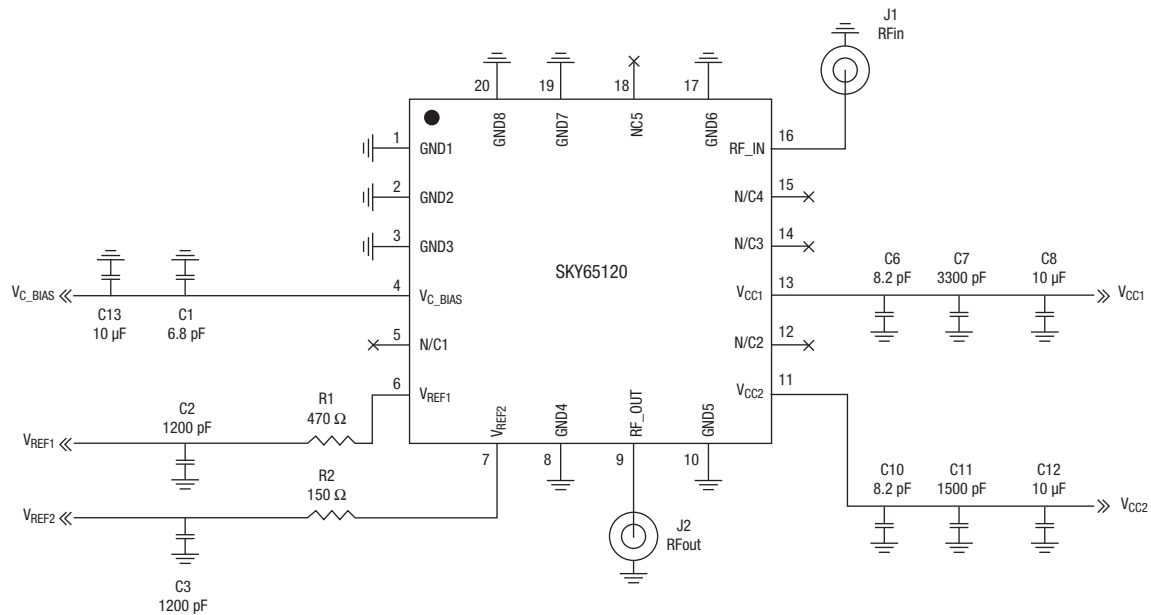 J1
RFin
20
19
18
17
GND8
GND7
NC5
GND6
1
GND1
16
RF_IN
2
GND2
15
N/C4
3
GND3
14
N/C3
SKY65120
VC_BIAS
C13
10 µF
C1
6.8 pF
4
VC_BIAS
13
VCC1
C6
8.2 pF
C7
3300 pF
C8
10 µF
VCC1
5
N/C1
12
N/C2
6
VREF1
11
VCC2
VREF2
GND4
RF_OUT
GND5
7
8
9
10
VREF1
C2
1200 pF
R1
470 Ω
VREF2
R2
150 Ω
C3
1200 pF
J2
RFout
C10
8.2 pF
C11
1500 pF
C12
10 µF
VCC2